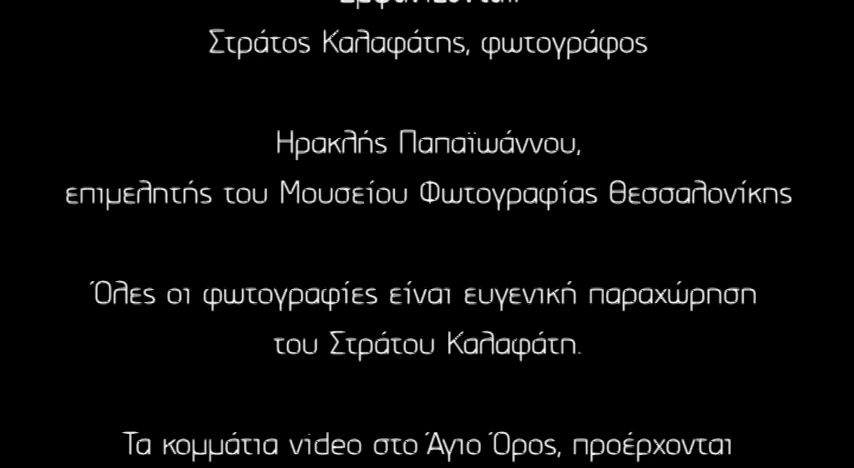 Εμφανίζονται:
Στράτος Καλαφάτης, φωτογράφος
Ηρακλής Παπαϊωάννου,
επιμελητής του Μουσείου Φωτογραφίας Θεσσαλονίκης
Όλες οι φωτογραφίες είναι ευγενική παραχώρηση
του Στράτου Καλαφάτη.
Τα κομμάτια video στο Άγιο Όρος, προέρχονται